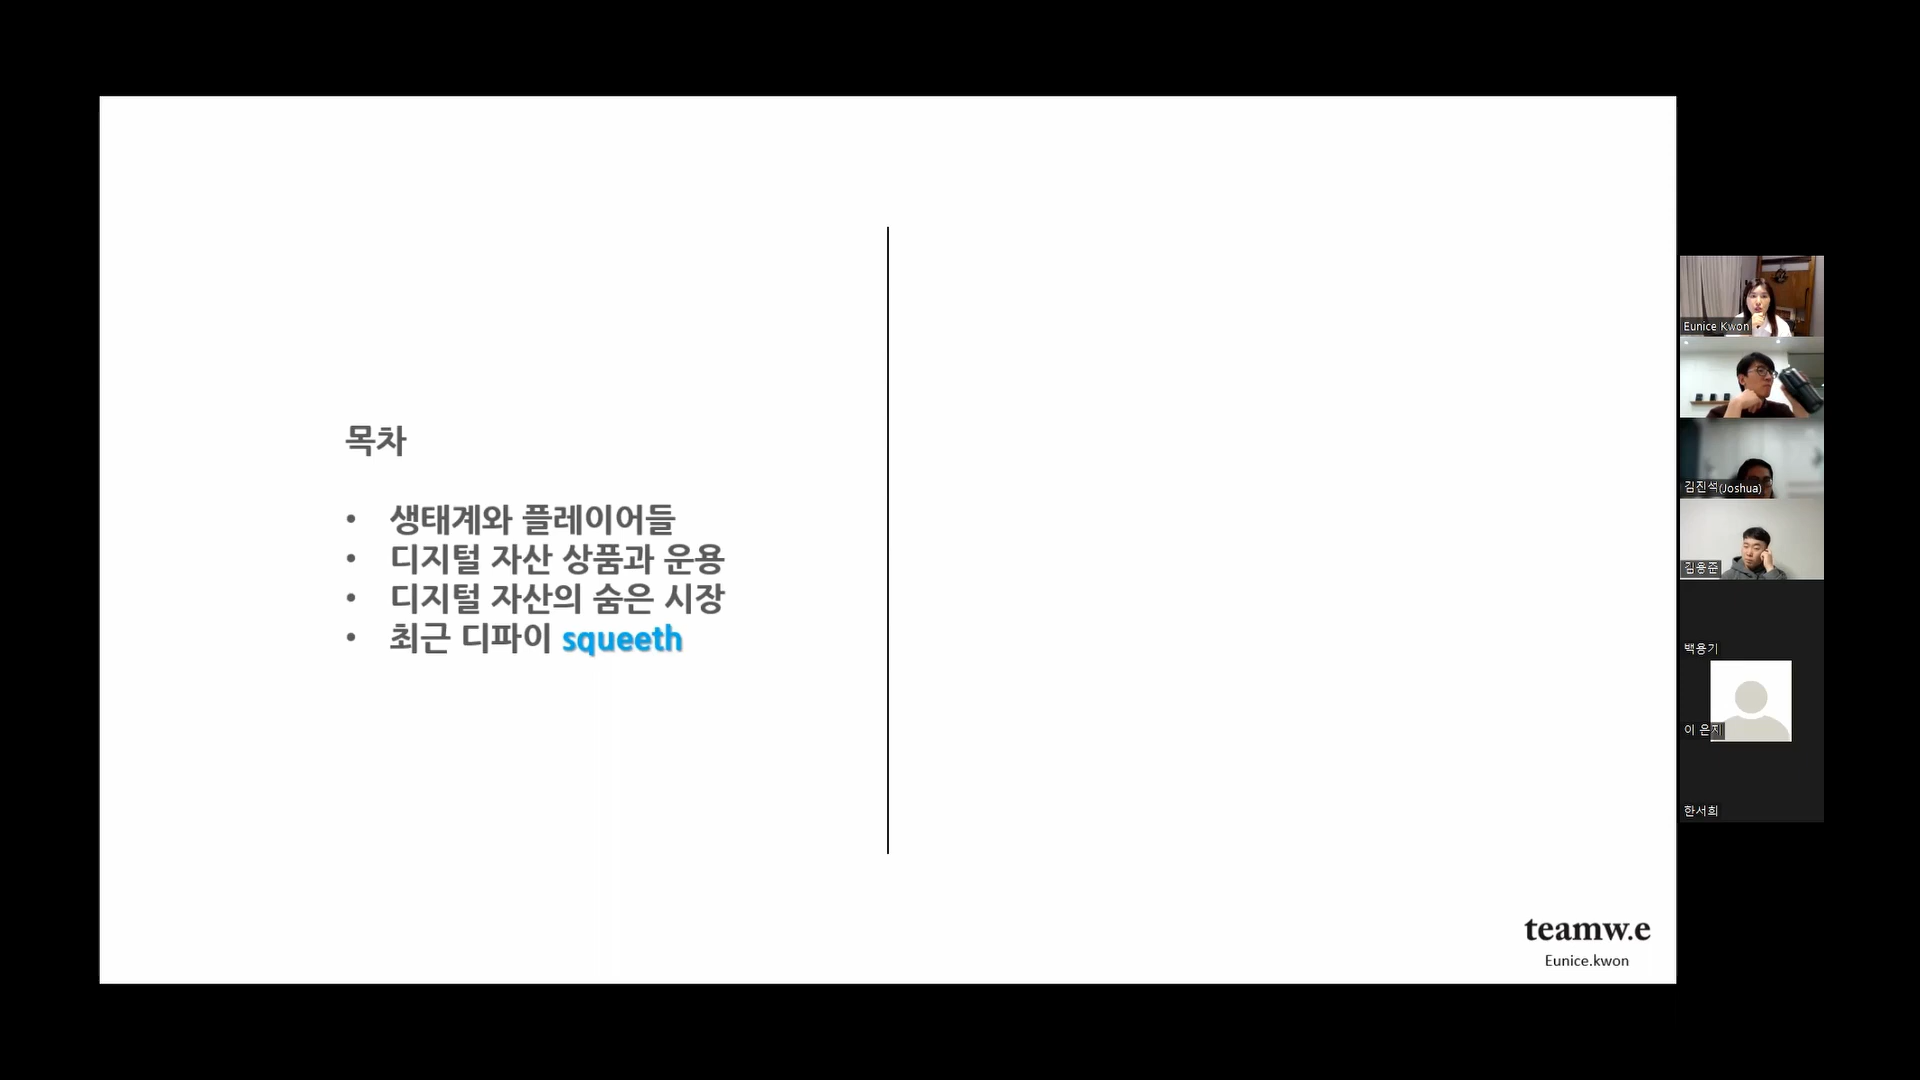 목차
• 생태계와 플레이어들
• 디지털 자산 상품과 운용
• 디지털 자산의 숨은 시장
• 최근 디파이 squeeth
teamw.e
Eunice.kwon
Eunice Kwon
김진석(Joshua)
김용준
백용기
이 은지
한서희